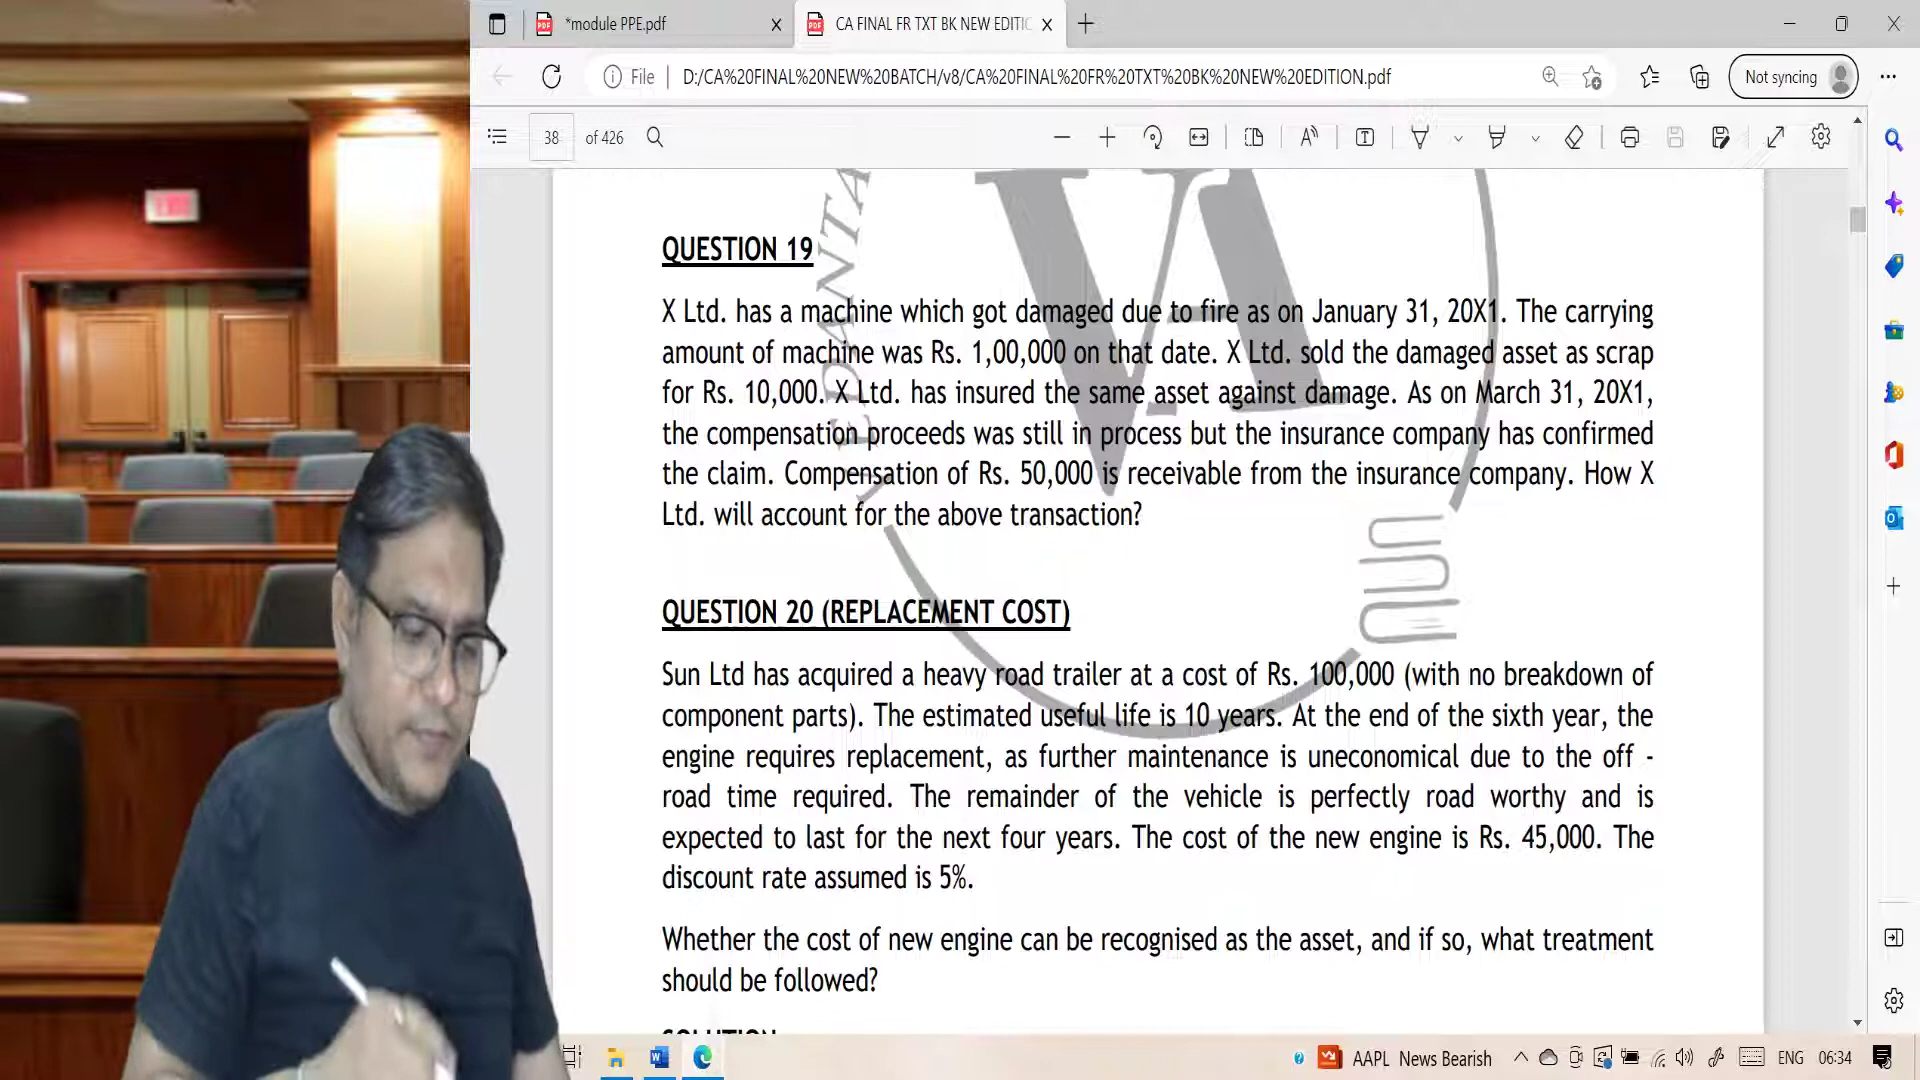 *module PPE.pdf
CA FINAL FR TXT BK NEW EDITIC
File
D:/CA%20FINAL%20NEW%20BATCH/v8/CA%20FINAL%20FR%20TXT%20BK%20NEW%20EDITION.pdf
Not syncing
38 of 426
QUESTION 19
X Ltd. has a machine which got damaged due to fire as on January 31, 20X1. The carrying
amount of machine was Rs. 1,00,000 on that date. X Ltd. sold the damaged asset as scrap
for Rs. 10,000. X Ltd. has insured the same asset against damage. As on March 31, 20X1,
the compensation proceeds was still in process but the insurance company has confirmed
the claim. Compensation of Rs. 50,000 is receivable from the insurance company. How X
Ltd. will account for the above transaction?
QUESTION 20 (REPLACEMENT COST)
Sun Ltd has acquired a heavy road trailer at a cost of Rs. 100,000 (with no breakdown of
component parts). The estimated useful life is 10 years. At the end of the sixth year, the
engine requires replacement, as further maintenance is uneconomical due to the off -
road time required. The remainder of the vehicle is perfectly road worthy and is
expected to last for the next four years. The cost of the new engine is Rs. 45,000. The
discount rate assumed is 5%.
Whether the cost of new engine can be recognised as the asset, and if so, what treatment
should be followed?
SOLUTION
AAPL News Bearish
ENG
06:34